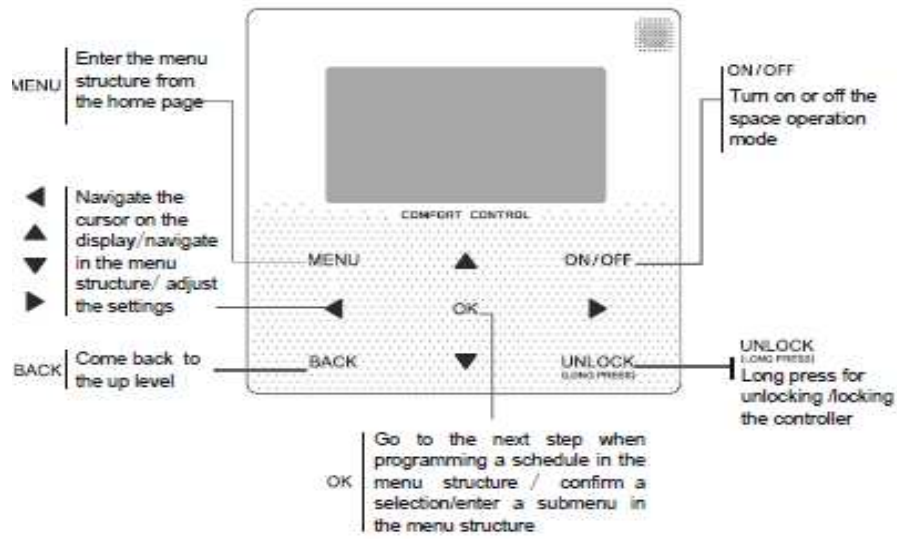 MENU
Enter the menu
structure from
the home page
ON/OFF
Turn on or off the
space operation
mode
◀
▲
▼
▶
Navigate the
cursor on the
display/navigate
in the menu
structure/ adjust
the settings
COMFORT CONTROL
MENU
▲
ON/OFF
◀
OK
▶
BACK
▼
UNLOCK
(LONG PRESS)
BACK
Come back to
the up level
UNLOCK
(LONG PRESS)
Long press for
unlocking /locking
the controller
OK
Go to the next step when
programming a schedule in the
menu structure / confirm a
selection/enter a submenu in
the menu structure